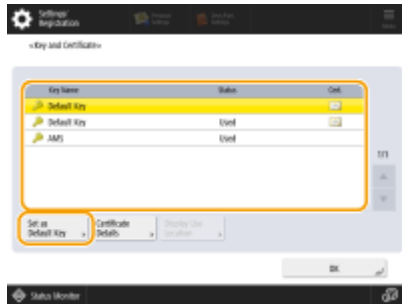 Settings/
Registration
<Key and Certificate>
Key Name
Status
Cert.
Default Key
Default Key
Used
AMS
Used
1/1
Set as
Default Key
Certificate
Details
Display Use
Location
OK
Status Monitor